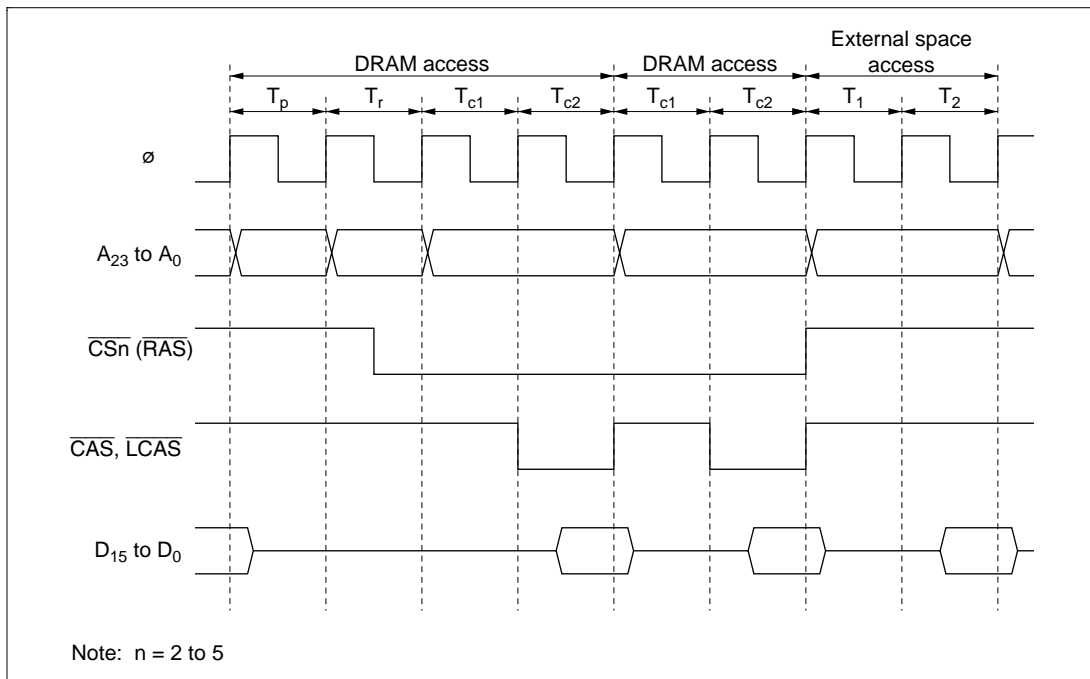 External space
DRAM access DRAM access access
Tp Tr Tc1 Tc2 Tc1 Tc2 T1 T2
ø
A23 to A0
CSn (RAS)
CAS, LCAS
D15 to D0
Note: n = 2 to 5